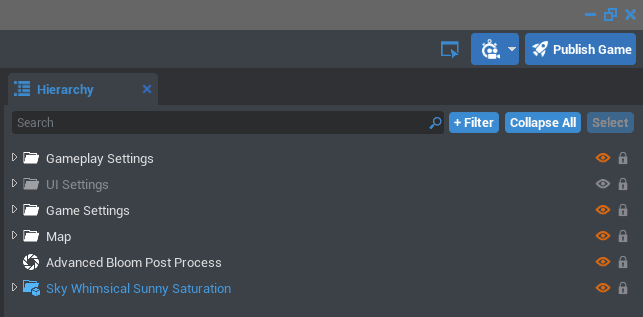 Publish Game
Hierarchy
Search
+ Filter
Collapse All
Select
Gameplay Settings
UI Settings
Game Settings
Map
Advanced Bloom Post Process
Sky Whimsical Sunny Saturation